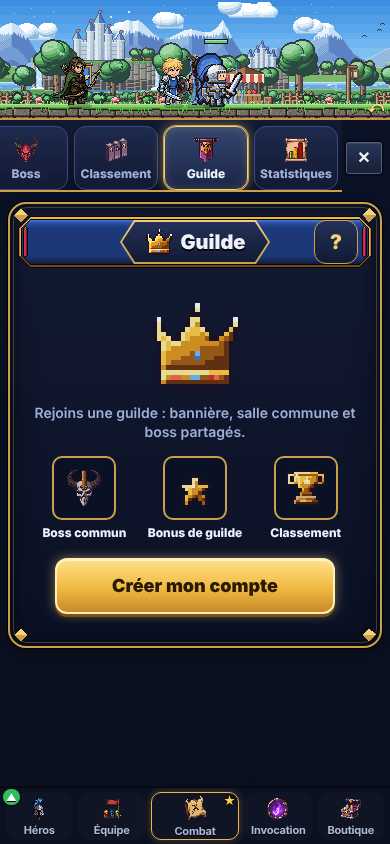 Boss
Classement
Guilde
Statistiques
×
Guilde
?
Rejoins une guilde : bannière, salle commune et
boss partagés.
Boss commun
Bonus de guilde
Classement
Créer mon compte
Héros
Équipe
Combat
Invocation
Boutique